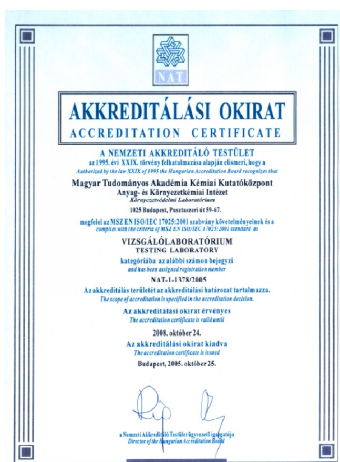 NAT
AKKREDITÁLÁSI OKIRAT
ACCREDITATION CERTIFICATE
A NEMZETI AKKREDITÁLÓ TESTÜLET
az 1995. évi XXIX. törvény felhatalmazása alapján elismeri, hogy a
Authorized by the law XXIX of 1995 the Hungarian Accreditation Board recognizes that
Magyar Tudományos Akadémia Kémiai Kutatóközpont
Anyag- és Környezetkémiai Intézet
Környezetvédelmi Laboratórium
1025 Budapest, Pusztaszeri út 59-67.
megfelel az MSZ EN ISO/IEC 17025:2001 szabvány követelményeinek és a
complies with the criteria of MSZ EN ISO/IEC 17025:2001 standard as
VIZSGÁLÓLABORATÓRIUM
TESTING LABORATORY
kategóriába az alábbi számon bejegyzi
and has been assigned registration number
NAT-1-1378/2005
Az akkreditálás területét az akkreditálási határozat tartalmazza.
The scope of accreditation is specified in the accreditation decision.
Az akkreditálási okirat érvényes
The accreditation certificate is valid until
2008. október 24.
Az akkreditálási okirat kiadva
The accreditation certificate is issued
Budapest, 2005. október 25.
a Nemzeti Akkreditáló Testület ügyvezető igazgatója
Director of the Hungarian Accreditation Board